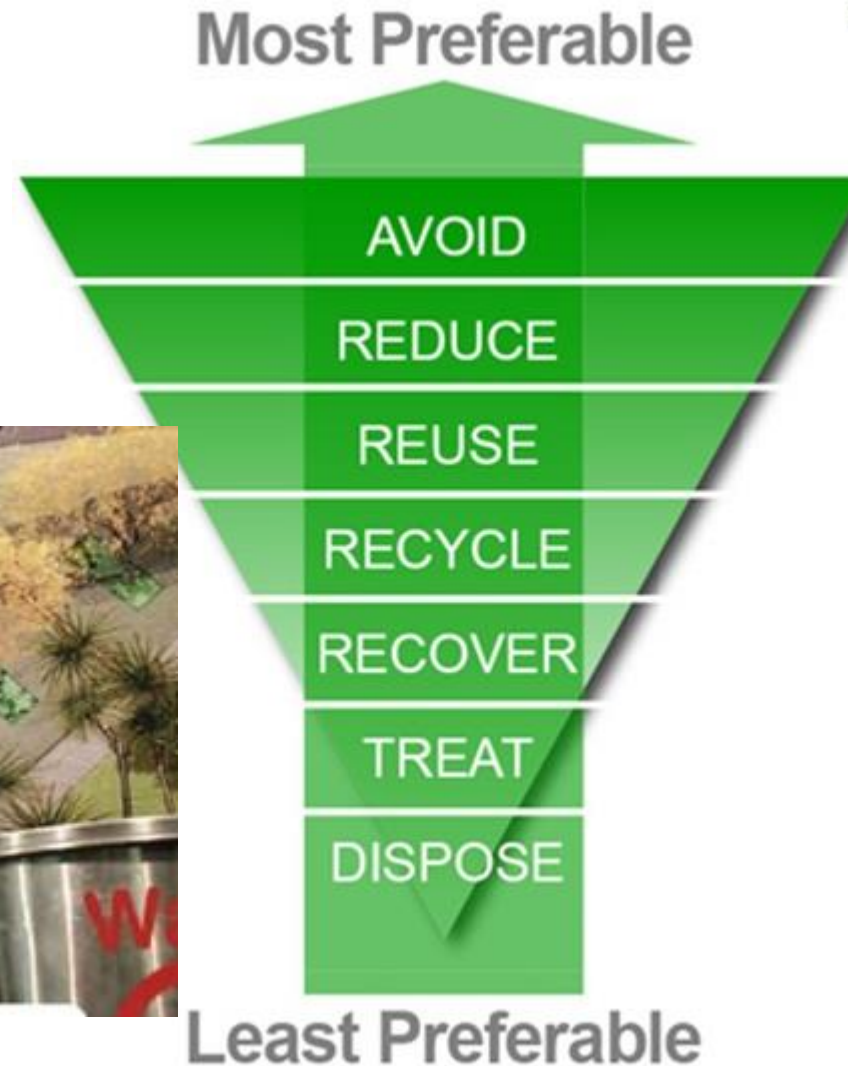 Most Preferable
AVOID
REDUCE
REUSE
RECYCLE
RECOVER
TREAT
DISPOSE
Least Preferable